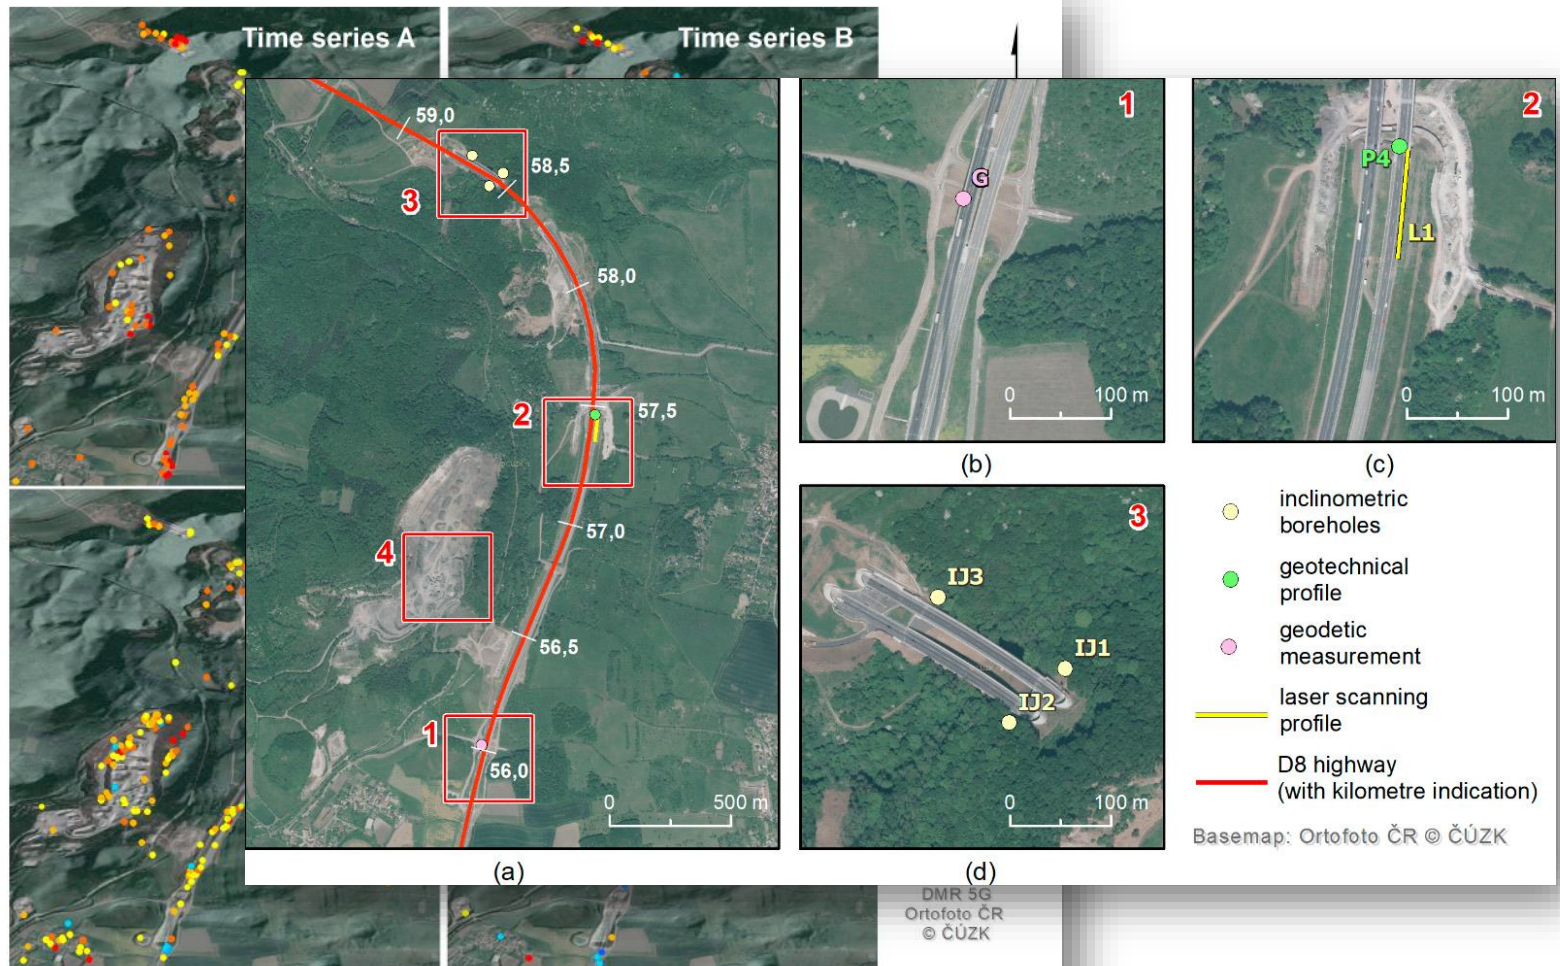 Time series A
Time series B
59,0
58,5
3
58,0
2
57,5
57,0
4
56,5
1
56,0
0
500 m
(a)
1
G
0
100 m
(b)
2
P4
L1
0
100 m
(c)
3
IJ3
IJ1
IJ2
0
100 m
(d)
inclinometric
boreholes
geotechnical
profile
geodetic
measurement
laser scanning
profile
D8 highway
(with kilometre indication)
Basemap: Ortofoto ČR © ČÚZK
DMR 5G
Ortofoto ČR
© ČÚZK